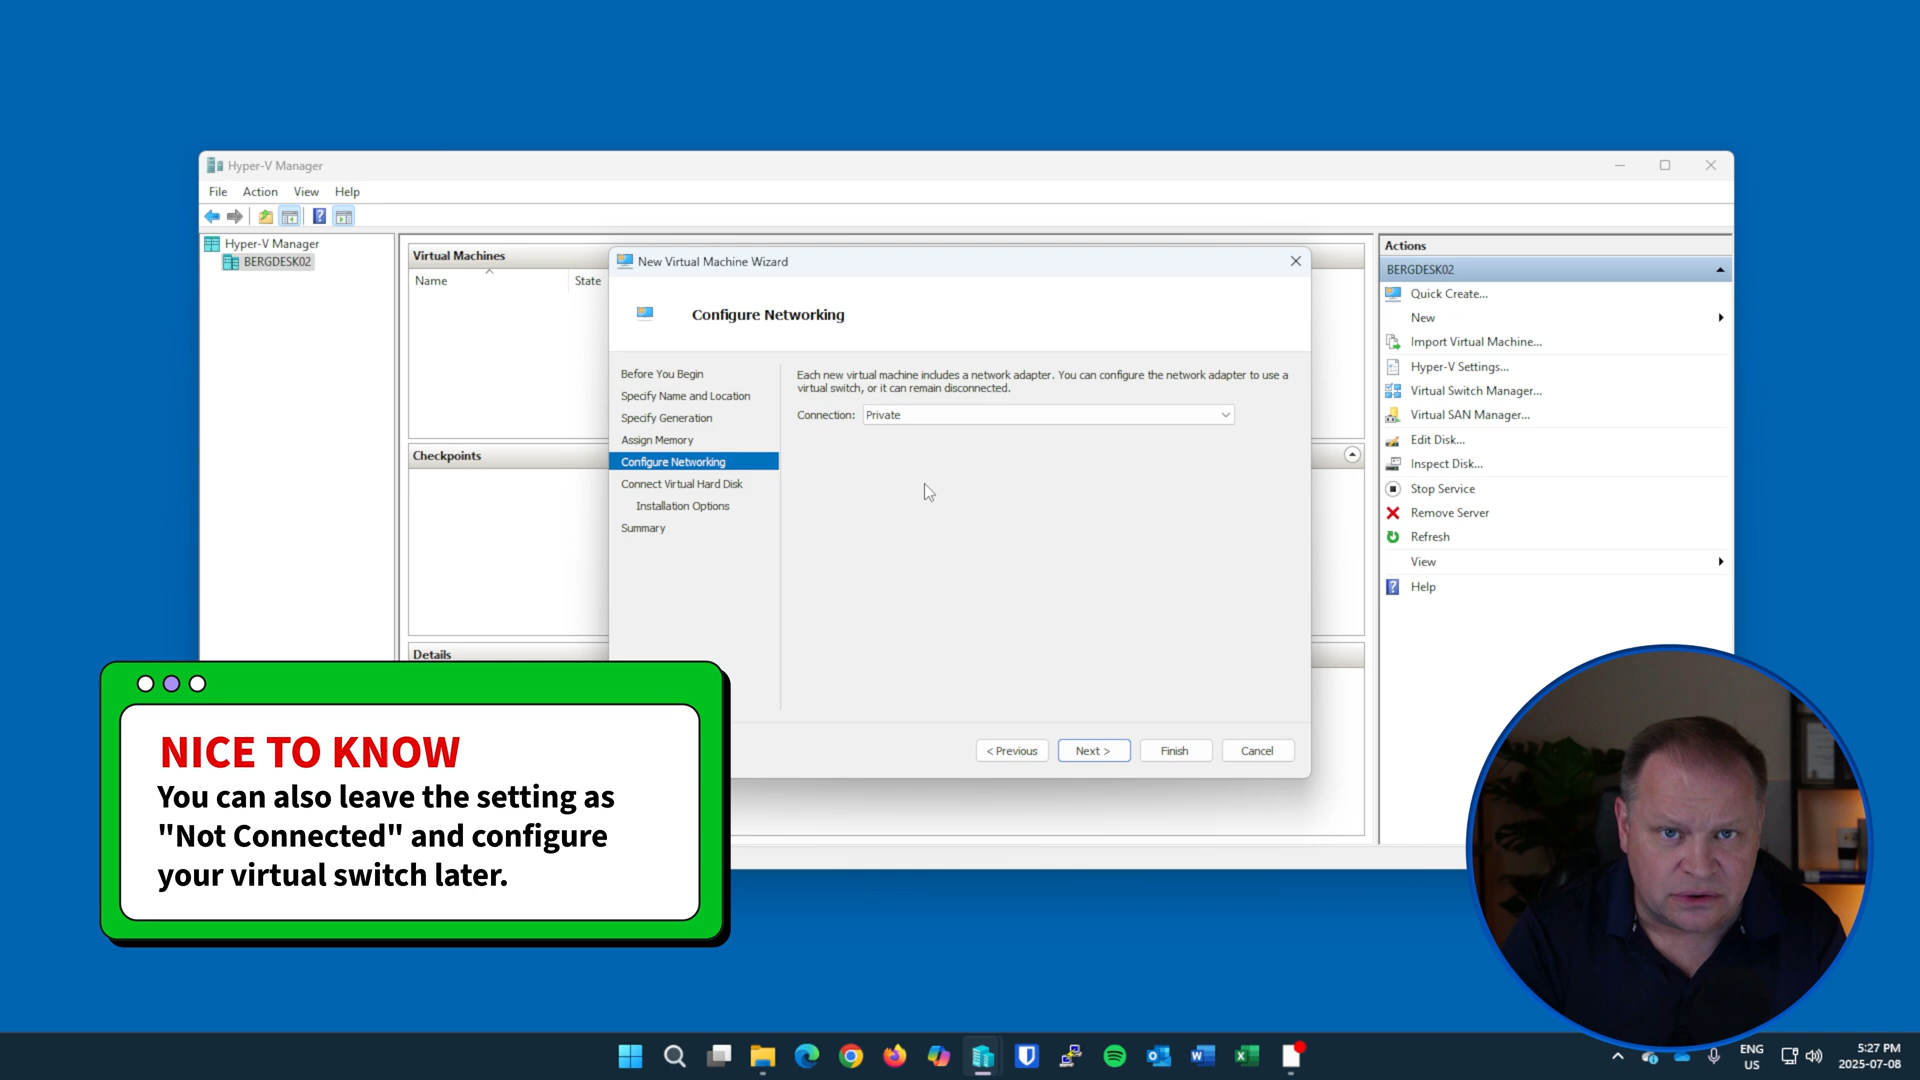 Hyper-V Manager
File Action View Help
Hyper-V Manager
BERGDESK02
Virtual Machines
Name State
Checkpoints
Details
New Virtual Machine Wizard
Configure Networking
Before You Begin
Specify Name and Location
Specify Generation
Assign Memory
Configure Networking
Connect Virtual Hard Disk
Installation Options
Summary
Each new virtual machine includes a network adapter. You can configure the network adapter to use a
virtual switch, or it can remain disconnected.
Connection: Private
< Previous Next > Finish Cancel
Actions
BERGDESK02
Quick Create...
New
Import Virtual Machine...
Hyper-V Settings...
Virtual Switch Manager...
Virtual SAN Manager...
Edit Disk...
Inspect Disk...
Stop Service
Remove Server
Refresh
View
Help
NICE TO KNOW
You can also leave the setting as
"Not Connected" and configure
your virtual switch later.
ENG
US
5:27 PM
2025-07-08